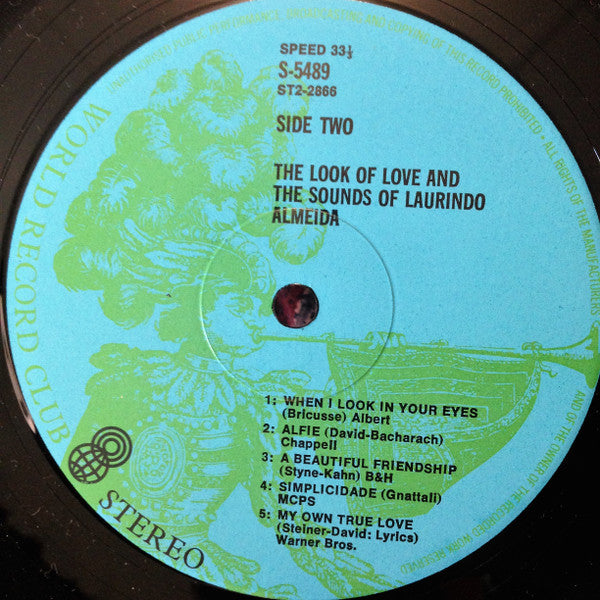 UNAUTHORISED PUBLIC PERFORMANCE, BROADCASTING AND COPYING OF THIS RECORD PROHIBITED • ALL RIGHTS OF THE MANUFACTURERS
AND OF THE OWNER OF THE RECORDED WORK RESERVED
WORLD RECORD CLUB
SPEED 33⅓
S-5489
ST2-2866
SIDE TWO
THE LOOK OF LOVE AND
THE SOUNDS OF LAURINDO
ALMEIDA
1: WHEN I LOOK IN YOUR EYES
(Bricusse) Albert
2: ALFIE (David-Bacharach)
Chappell
3: A BEAUTIFUL FRIENDSHIP
(Styne-Kahn) B&H
4: SIMPLICIDADE (Gnattali)
MCPS
5: MY OWN TRUE LOVE
(Steiner-David: Lyrics)
Warner Bros.
STEREO